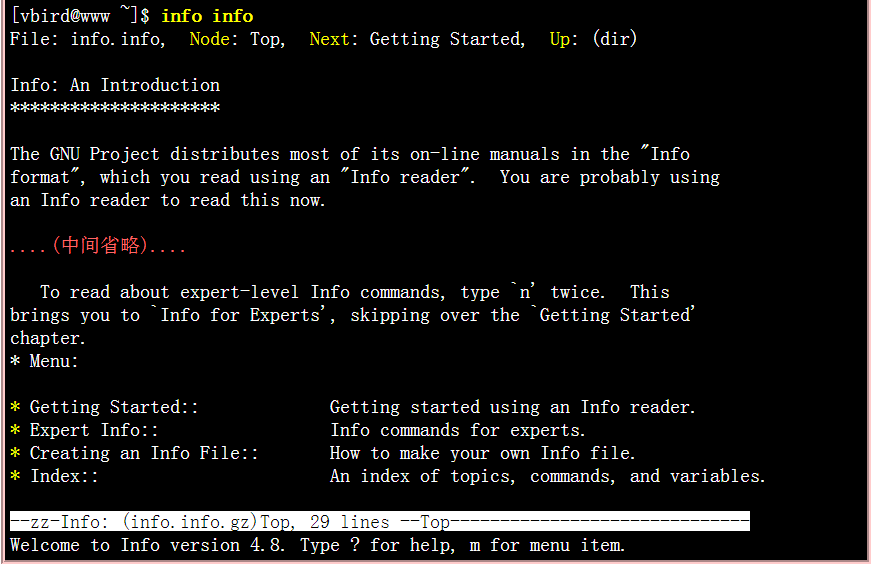 [vbird@www ~]$ info info
File: info.info,  Node: Top,  Next: Getting Started,  Up: (dir)
Info: An Introduction
*********************
The GNU Project distributes most of its on-line manuals in the "Info
format", which you read using an "Info reader".  You are probably using
an Info reader to read this now.
....(中间省略)....
   To read about expert-level Info commands, type `n' twice.  This
brings you to `Info for Experts', skipping over the `Getting Started'
chapter.
* Menu:
* Getting Started::             Getting started using an Info reader.
* Expert Info::                 Info commands for experts.
* Creating an Info File::       How to make your own Info file.
* Index::                       An index of topics, commands, and variables.
--zz-Info: (info.info.gz)Top, 29 lines --Top------------------------------
Welcome to Info version 4.8. Type ? for help, m for menu item.